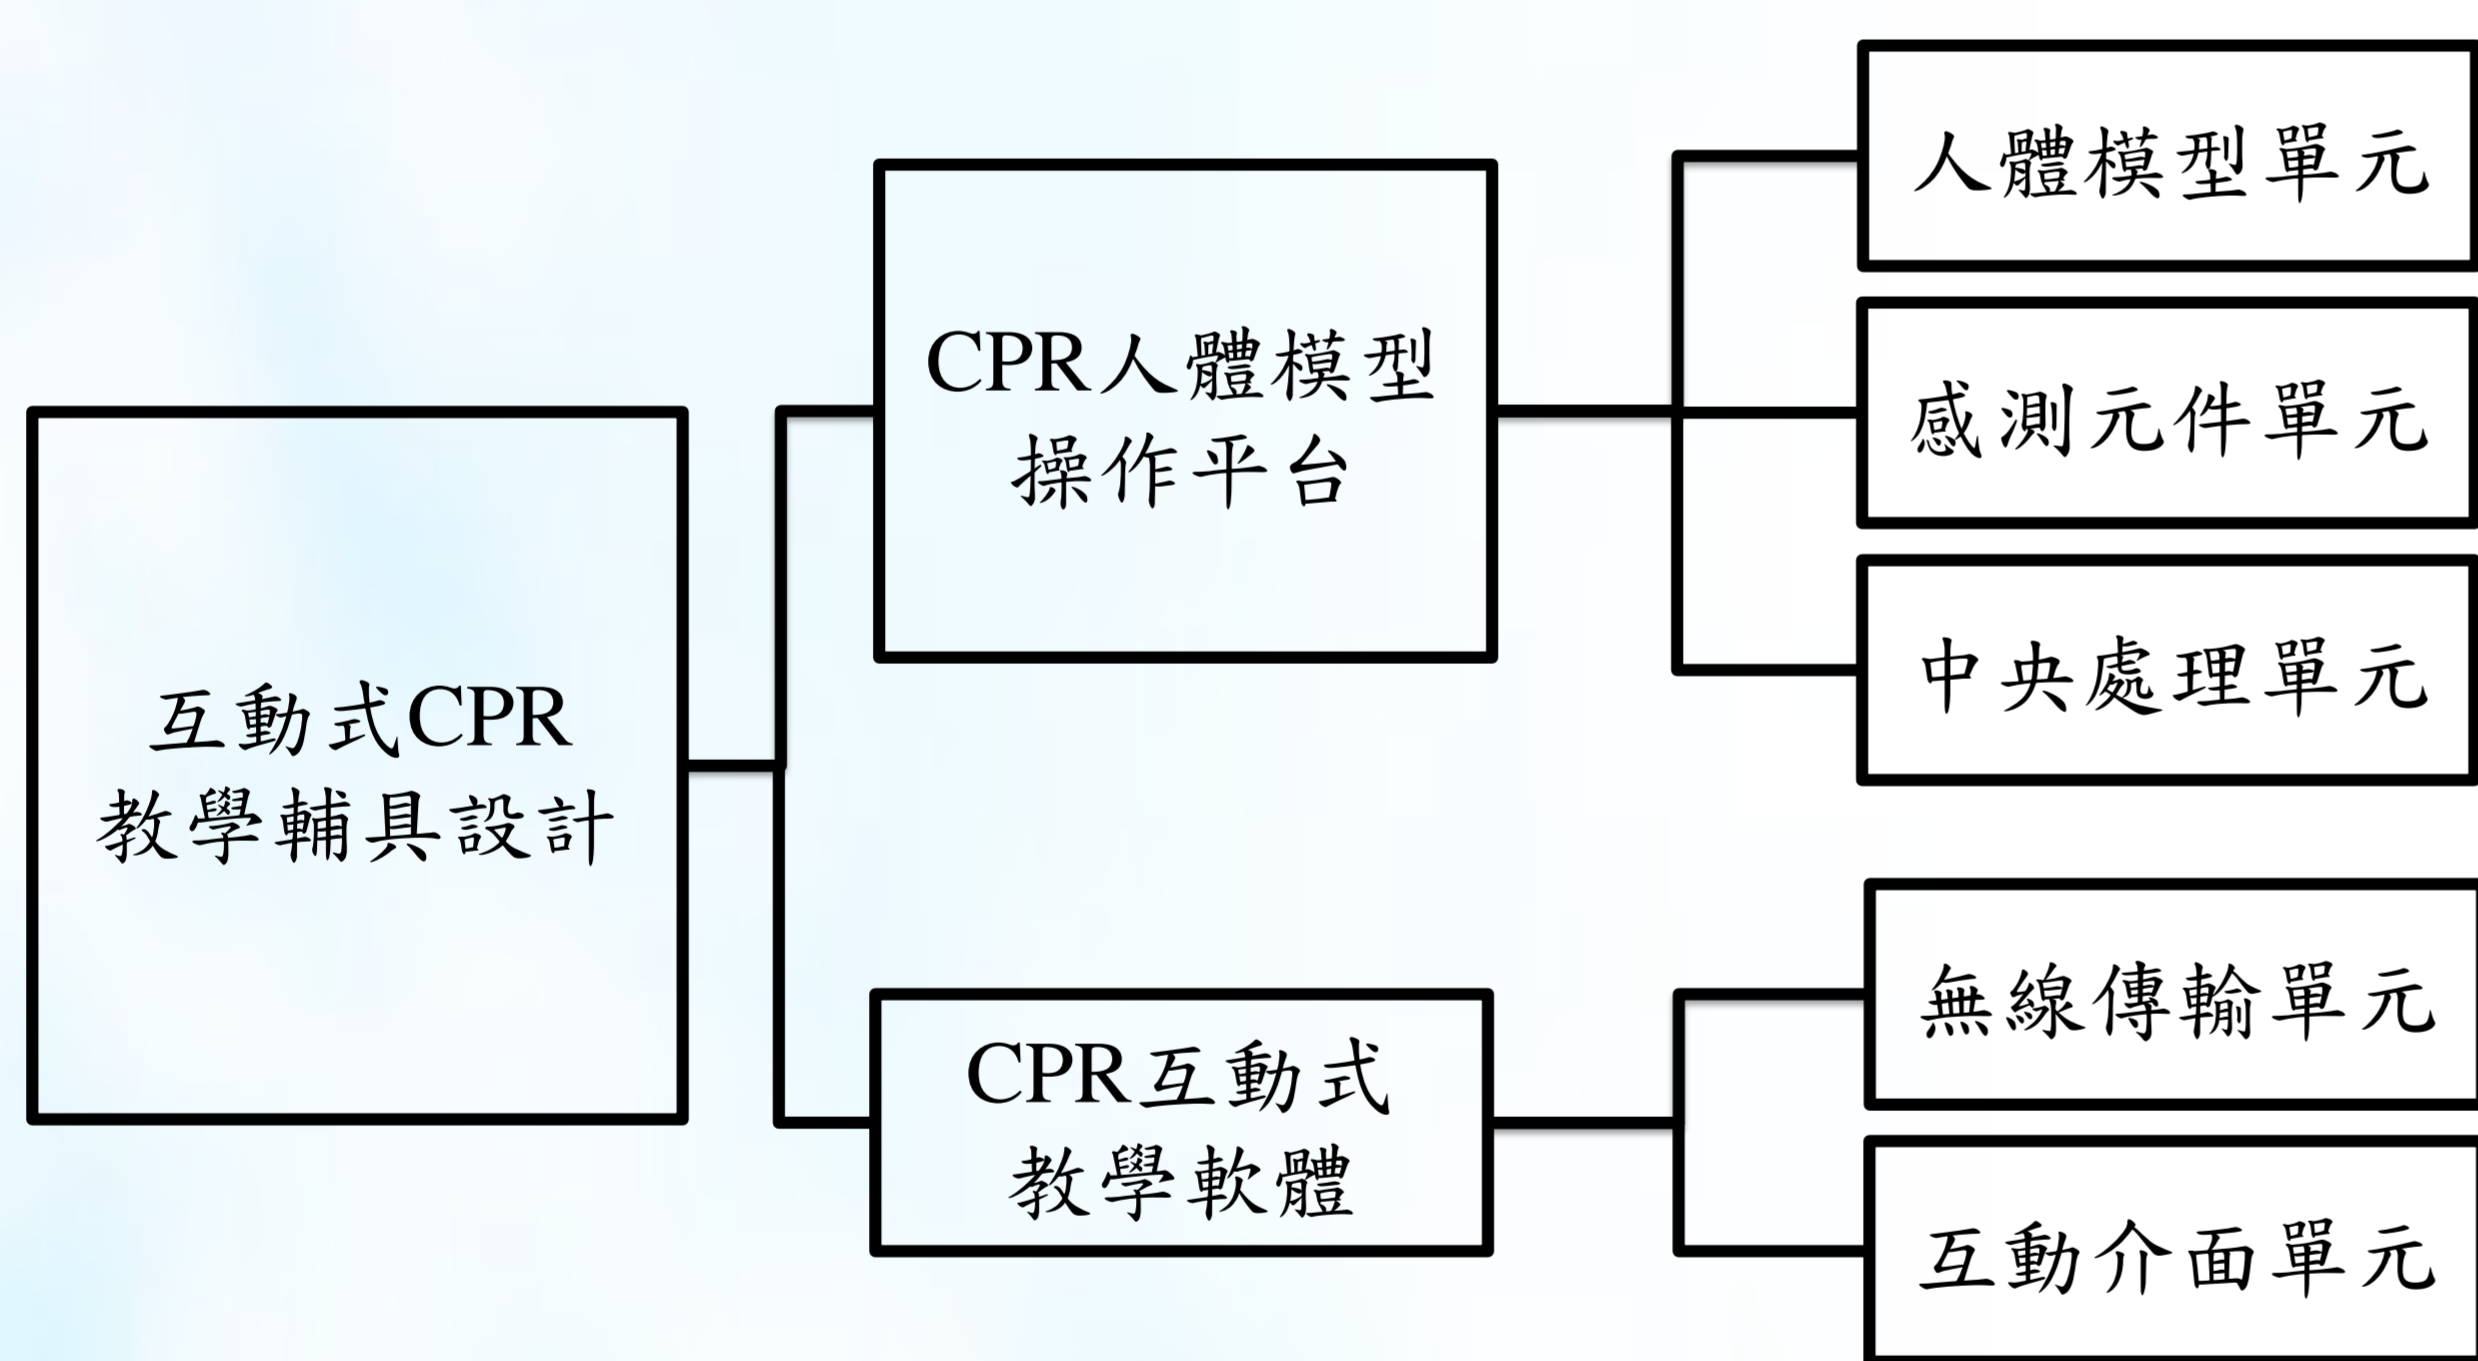 互動式CPR
教學輔具設計
CPR人體模型
操作平台
人體模型單元
感測元件單元
中央處理單元
CPR互動式
教學軟體
無線傳輸單元
互動介面單元